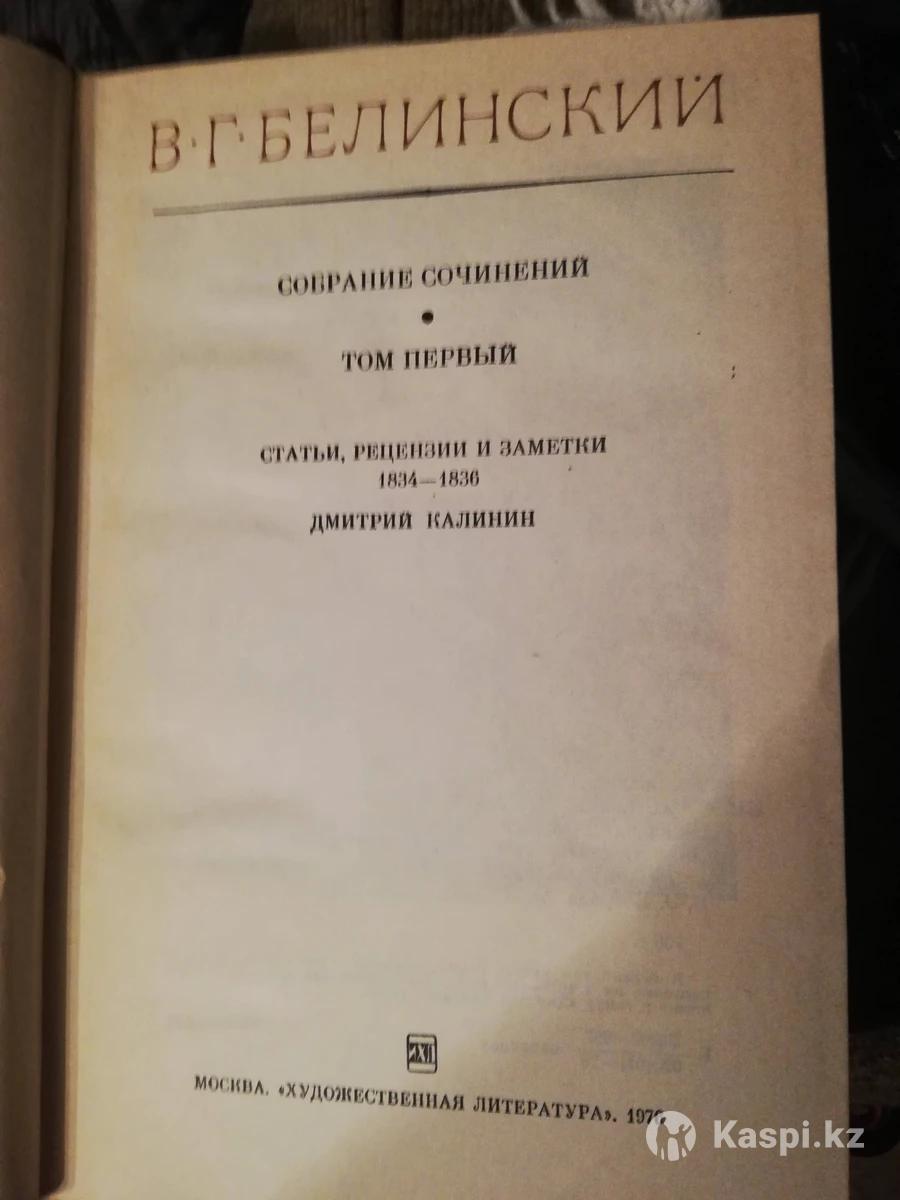 В·Г·БЕЛИНСКИЙ
СОБРАНИЕ СОЧИНЕНИЙ
•
ТОМ ПЕРВЫЙ
СТАТЬИ, РЕЦЕНЗИИ И ЗАМЕТКИ
1834—1836
ДМИТРИЙ КАЛИНИН
МОСКВА. «ХУДОЖЕСТВЕННАЯ ЛИТЕРАТУРА».
Kaspi.kz